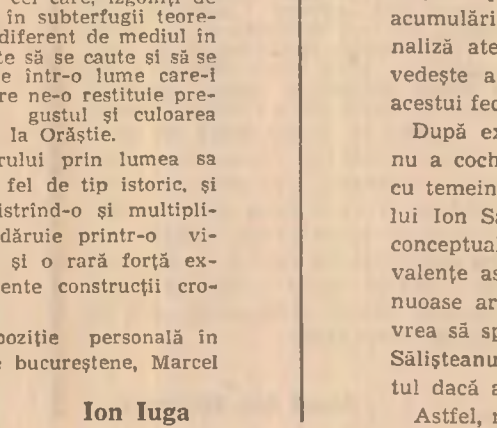 cei care, izgoniți de
în subterfugii teore-
diferent de mediul în
te să se caute și să se
e într-o lume care-i
re ne-o restituie pre-
gustul și culoarea
la Orăștie.
rului prin lumea sa
fel de tip istoric, și
istrînd-o și multipli-
dăruie printr-o vi-
și o rară forță ex-
ente construcții cro-
poziție personală în
e bucureștene, Marcel
Ion Iuga
acumulări
naliză ate
vedește a
acestui fec
După ex
nu a coch
cu temein
lui Ion Să
conceptual
valențe as
nuoase ar
vrea să sp
Sălișteanu
tul dacă a
Astfel, r